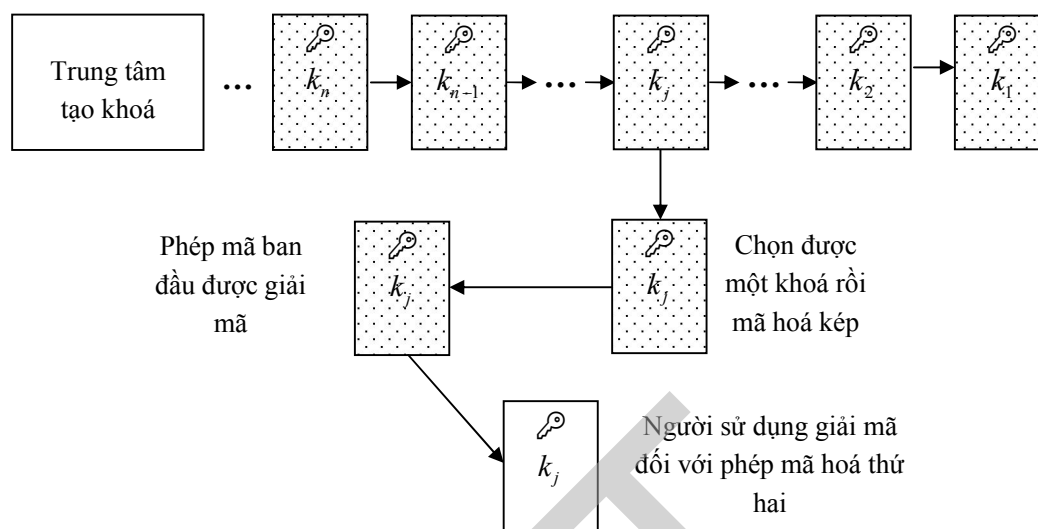 Trung tâm
tạo khoá
... k_n k_{n-1} ... k_j ... k_2 k_1
Phép mã ban
đầu được giải
mã
k_j
k_j
Chọn được
một khoá rồi
mã hoá kép
k_j
Người sử dụng giải mã
đối với phép mã hoá thứ
hai